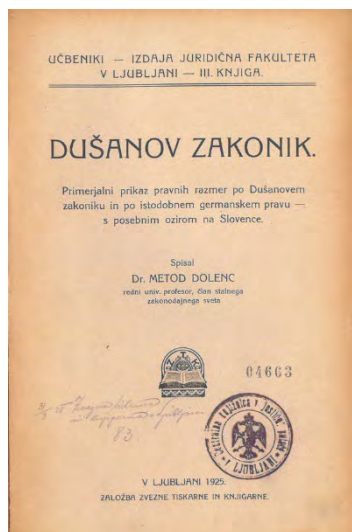 UČBENIKI — IZDAJA JURIDIČNA FAKULTETA
V LJUBLJANI — III. KNJIGA.
DUŠANOV ZAKONIK.
Primerjalni prikaz pravnih razmer po Dušanovem
zakoniku in po istodobnem germanskem pravu —
s posebnim ozirom na Slovence.
Spisal
Dr. METOD DOLENC
redni univ. profesor, član stalnega
zakonodajnega sveta
Z T K
04663
83
v LJUBLJANI
V LJUBLJANI 1925.
ZALOŽBA ZVEZNE TISKARNE IN KNJIGARNE.